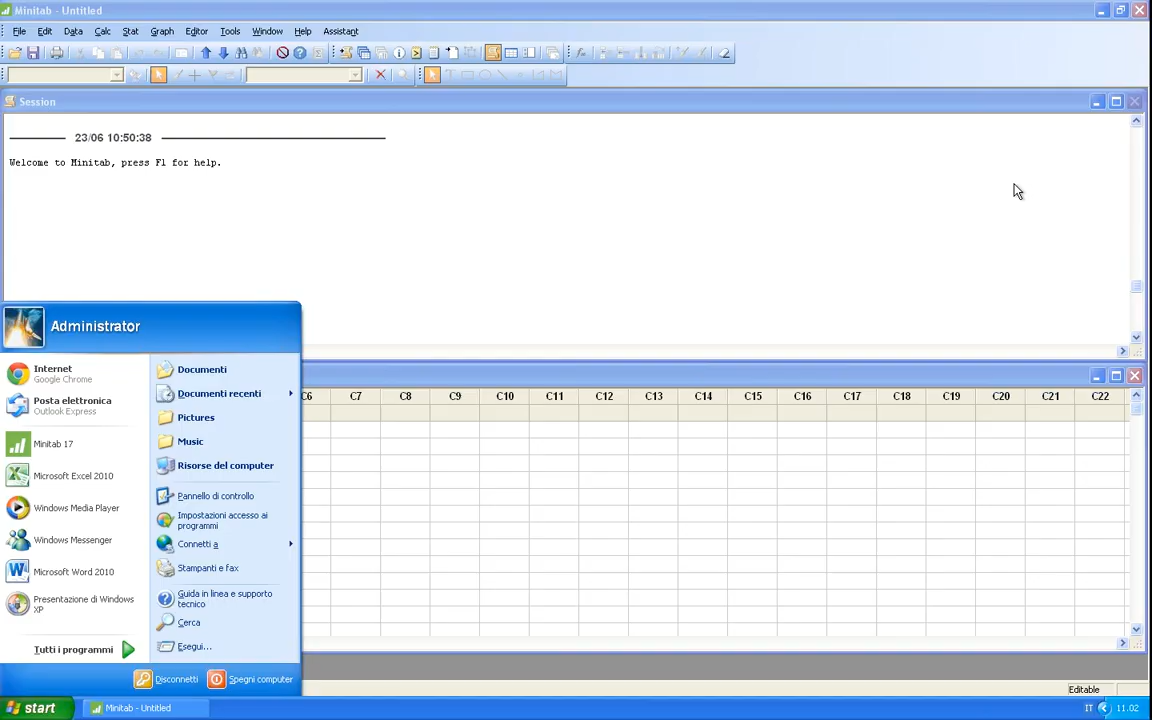 Minitab - Untitled
File Edit Data Calc Stat Graph Editor Tools Window Help Assistant
Session
23/06 10:50:38
Welcome to Minitab, press F1 for help.
Administrator
Internet
Google Chrome
Posta elettronica
Outlook Express
Minitab 17
Microsoft Excel 2010
Windows Media Player
Windows Messenger
Microsoft Word 2010
Presentazione di Windows
XP
Tutti i programmi
Documenti
Documenti recenti
Pictures
Music
Risorse del computer
Pannello di controllo
Impostazioni accesso ai
programmi
Connetti a
Stampanti e fax
Guida in linea e supporto
tecnico
Cerca
Esegui...
Disconnetti Spegni computer
C6 C7 C8 C9 C10 C11 C12 C13 C14 C15 C16 C17 C18 C19 C20 C21 C22
Editable
start Minitab - Untitled IT 11.02